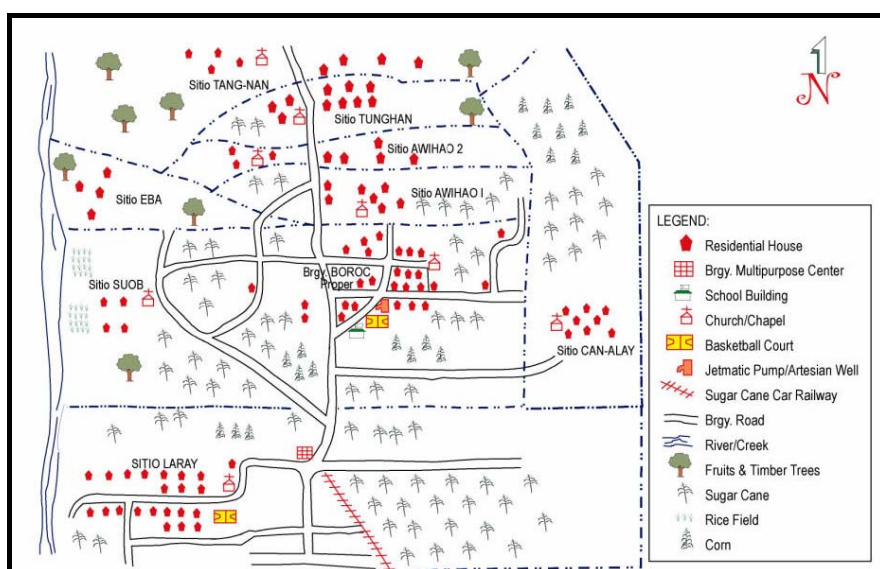 Sitio TANG-NAN
N
Sitio TUNGHAN
Sitio AWIHAO 2
Sitio EBA
Sitio AWIHAO I
LEGEND:
Residential House
Brgy. Multipurpose Center
School Building
Church/Chapel
Basketball Court
Jetmatic Pump/Artesian Well
Sugar Cane Car Railway
Brgy. Road
River/Creek
Fruits & Timber Trees
Sugar Cane
Rice Field
Corn
Brgy. BOROC
Proper
Sitio SUOB
Sitio CAN-ALAY
SITIO LARAY